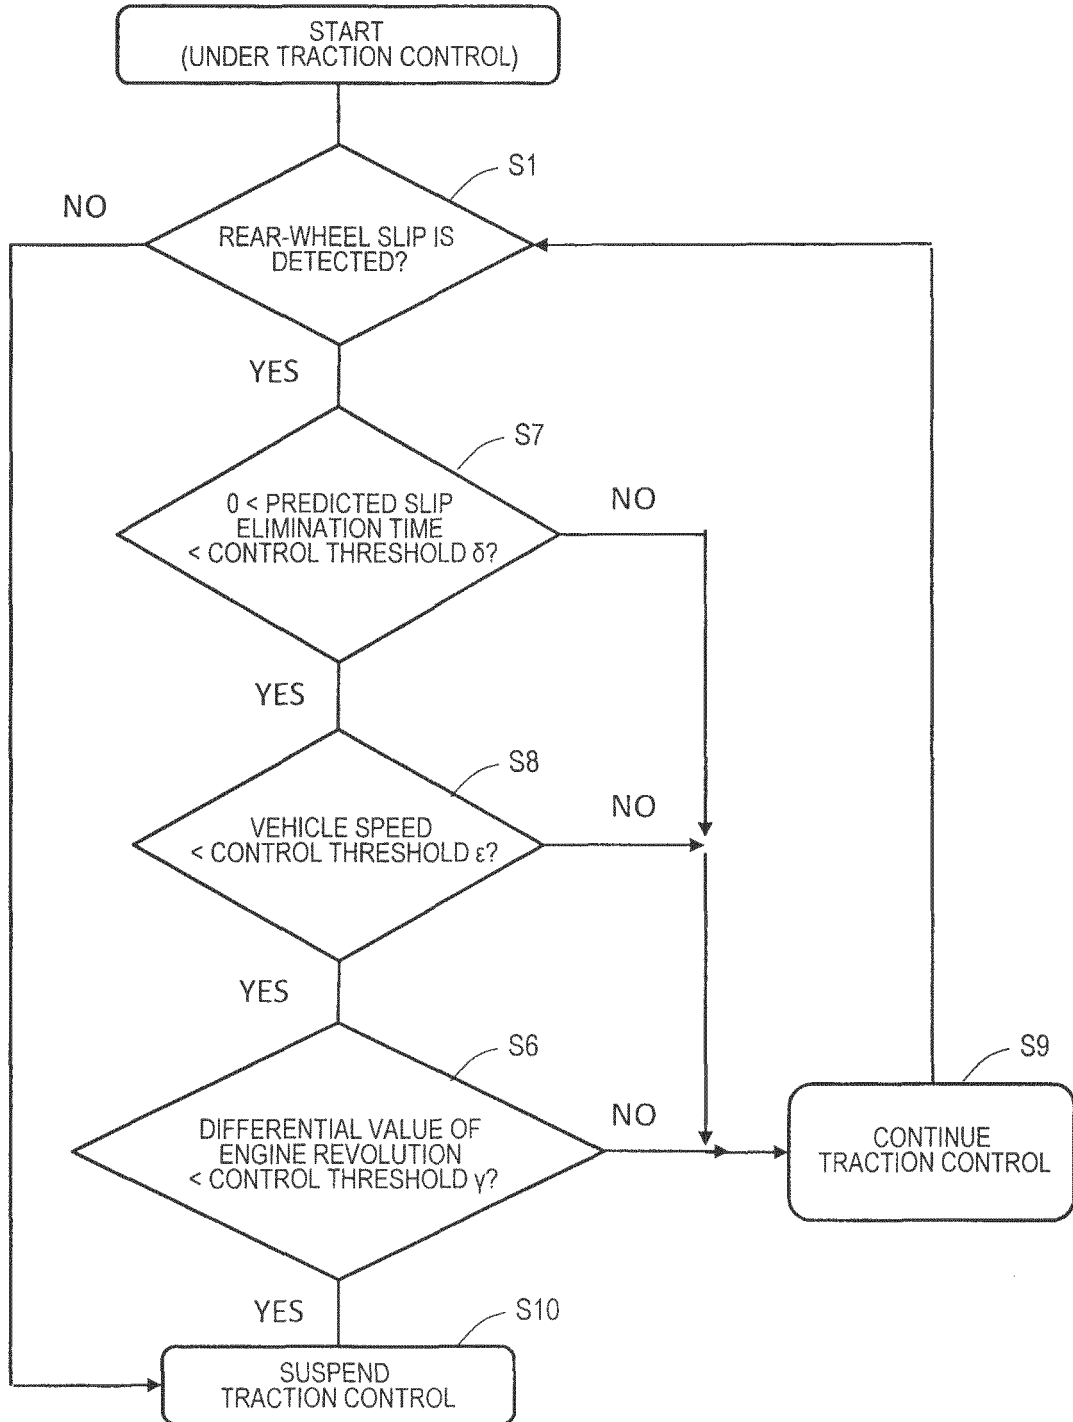 START
(UNDER TRACTION CONTROL)
S1
NO
REAR-WHEEL SLIP IS
DETECTED?
YES
S7
0 < PREDICTED SLIP
ELIMINATION TIME
< CONTROL THRESHOLD δ?
NO
YES
S8
VEHICLE SPEED
< CONTROL THRESHOLD ε?
NO
YES
S6
DIFFERENTIAL VALUE OF
ENGINE REVOLUTION
< CONTROL THRESHOLD γ?
NO
S9
CONTINUE
TRACTION CONTROL
YES
S10
SUSPEND
TRACTION CONTROL